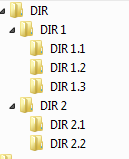 DIR
DIR 1
DIR 1.1
DIR 1.2
DIR 1.3
DIR 2
DIR 2.1
DIR 2.2